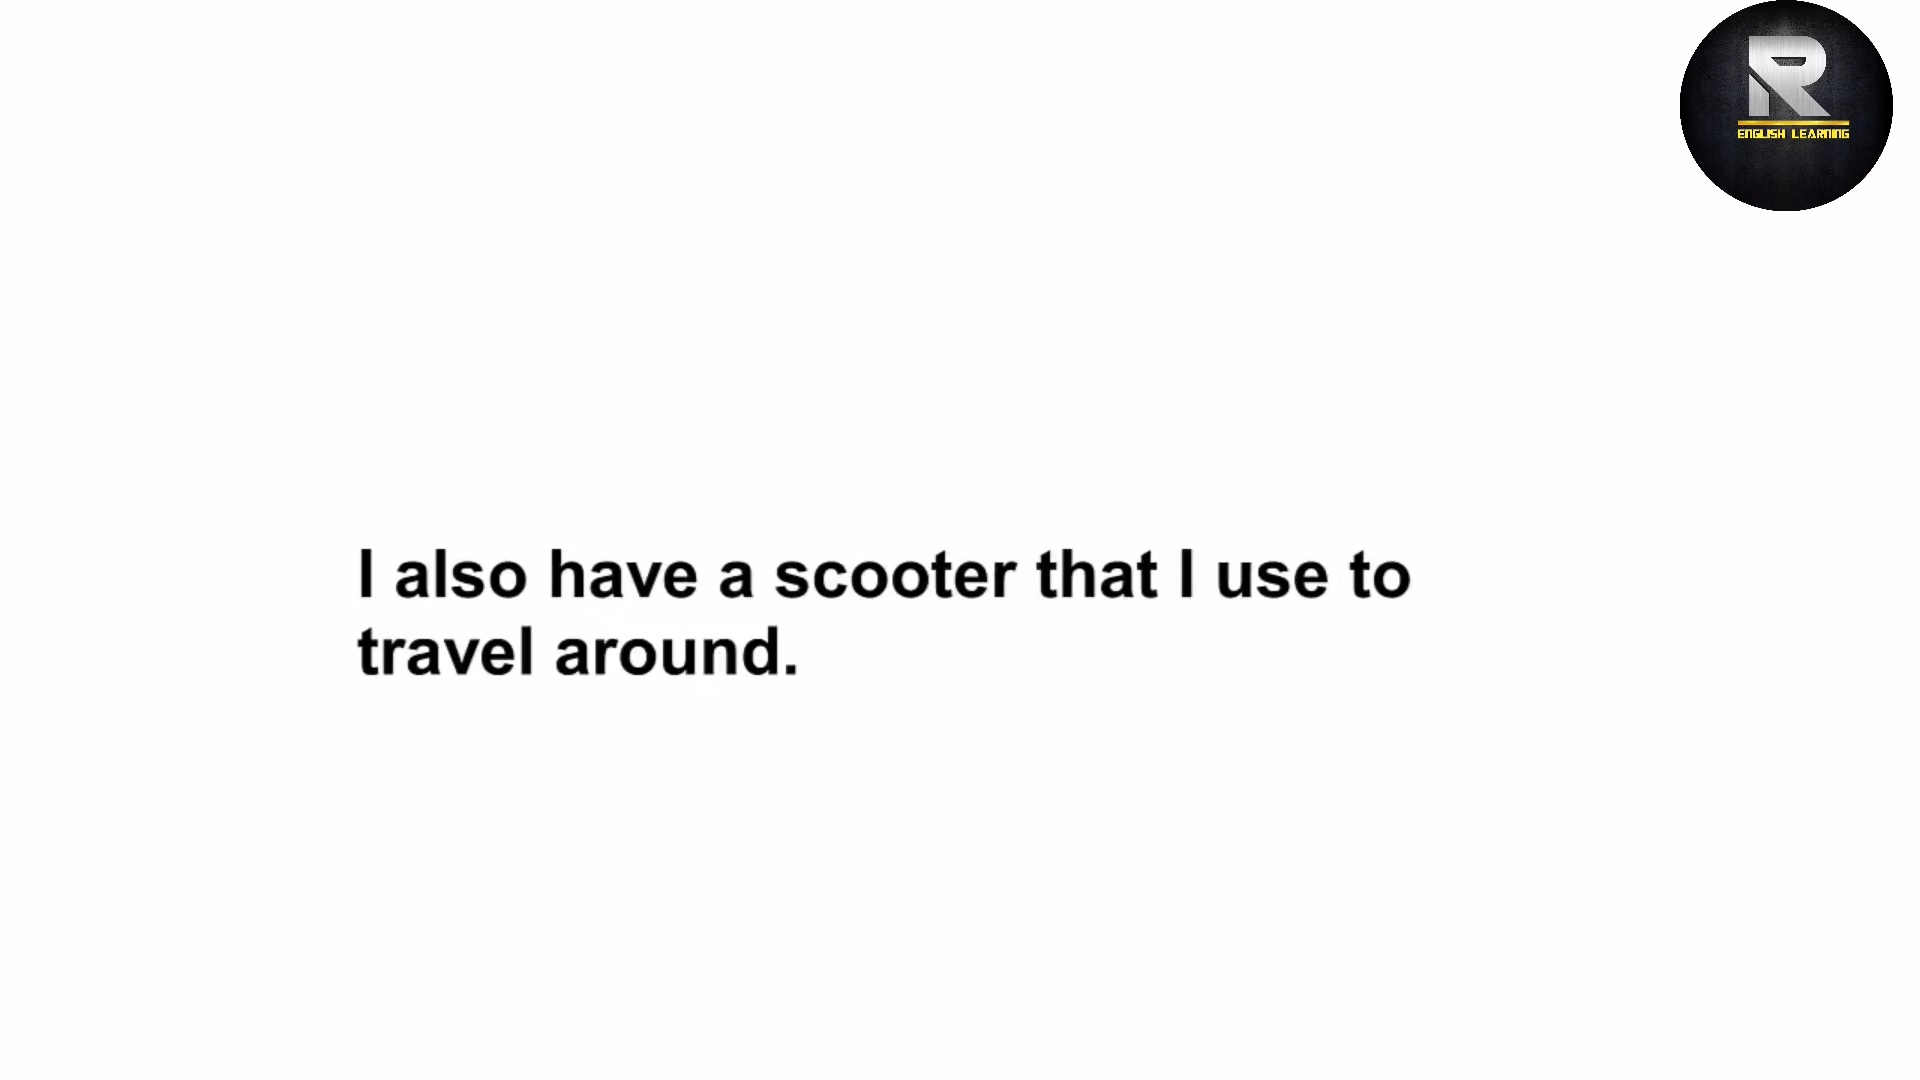 R
ENGLISH LEARNING
I also have a scooter that I use to
travel around.